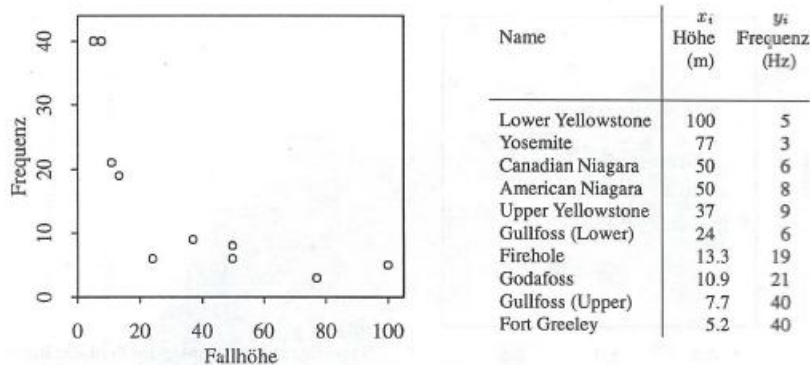 40
30
20
10
0
Frequenz
0 20 40 60 80 100
Fallhöhe
xᵢ yᵢ
Name Höhe Frequenz
(m) (Hz)
Lower Yellowstone 100 5
Yosemite 77 3
Canadian Niagara 50 6
American Niagara 50 8
Upper Yellowstone 37 9
Gullfoss (Lower) 24 6
Firehole 13.3 19
Godafoss 10.9 21
Gullfoss (Upper) 7.7 40
Fort Greeley 5.2 40